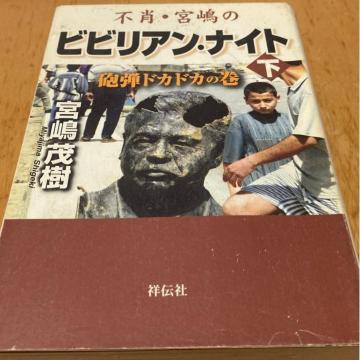 不肖・宮嶋の
ビビリアン・ナイト
下
砲弾ドカドカの巻
宮嶋茂樹
Miyajima Shigeki
祥伝社